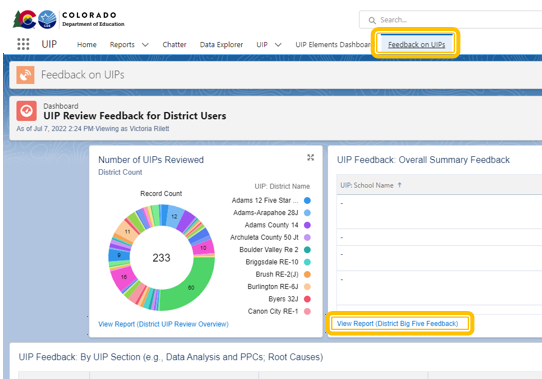 COLORADO
Department of Education
Search...
UIP
Home
Reports
Chatter
Data Explorer
UIP
UIP Elements Dashboard
Feedback on UIPs
Feedback on UIPs
Dashboard
UIP Review Feedback for District Users
As of Jul 7, 2022 2:24 PM·Viewing as Victoria Rilett
Number of UIPs Reviewed
District Count
Record Count
12
12
60
16
9
11
233
UIP: District Name
Adams 12 Five Star ...
Adams-Arapahoe 28J
Adams County 14
Archuleta County 50 Jt
Boulder Valley Re 2
Briggsdale RE-10
Brush RE-2(J)
Burlington RE-6J
Byers 32J
Canon City RE-1
View Report (District UIP Review Overview)
UIP Feedback: Overall Summary Feedback
UIP: School Name ↑
-
-
-
-
View Report (District Big Five Feedback)
UIP Feedback: By UIP Section (e.g., Data Analysis and PPCs, Root Causes)